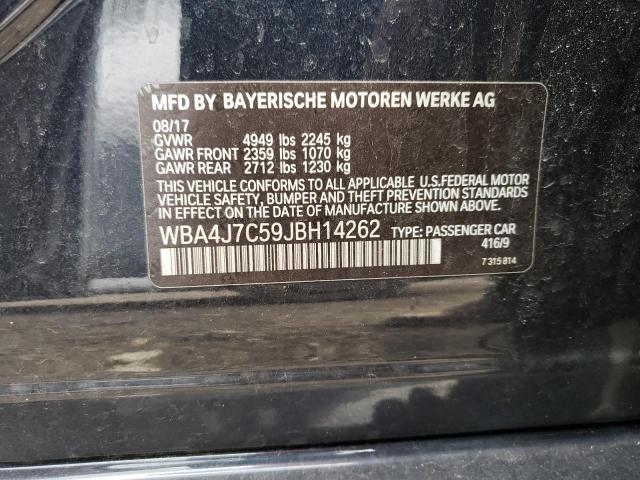 MFD BY BAYERISCHE MOTOREN WERKE AG
08/17
GVWR 4949 lbs 2245 kg
GAWR FRONT 2359 lbs 1070 kg
GAWR REAR 2712 lbs 1230 kg
THIS VEHICLE CONFORMS TO ALL APPLICABLE U.S.FEDERAL MOTOR
VEHICLE SAFETY, BUMPER AND THEFT PREVENTION STANDARDS
IN EFFECT ON THE DATE OF MANUFACTURE SHOWN ABOVE.
WBA4J7C59JBH14262 TYPE: PASSENGER CAR
416/9
7 315 814